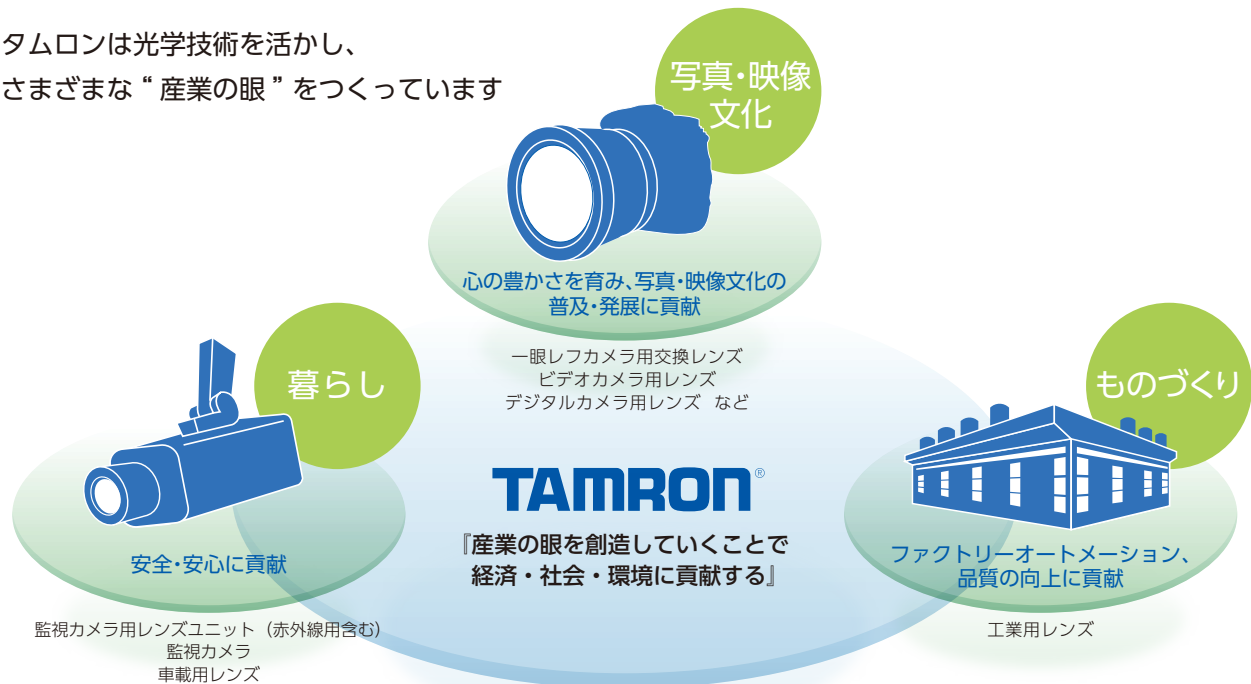 タムロンは光学技術を活かし、
さまざまな“産業の眼”をつくっています
写真・映像
文化
心の豊かさを育み、写真・映像文化の
普及・発展に貢献
一眼レフカメラ用交換レンズ
ビデオカメラ用レンズ
デジタルカメラ用レンズ など
暮らし
安全・安心に貢献
監視カメラ用レンズユニット（赤外線用含む）
監視カメラ
車載用レンズ
TAMRON®
『産業の眼を創造していくことで
経済・社会・環境に貢献する』
ものづくり
ファクトリーオートメーション、
品質の向上に貢献
工業用レンズ